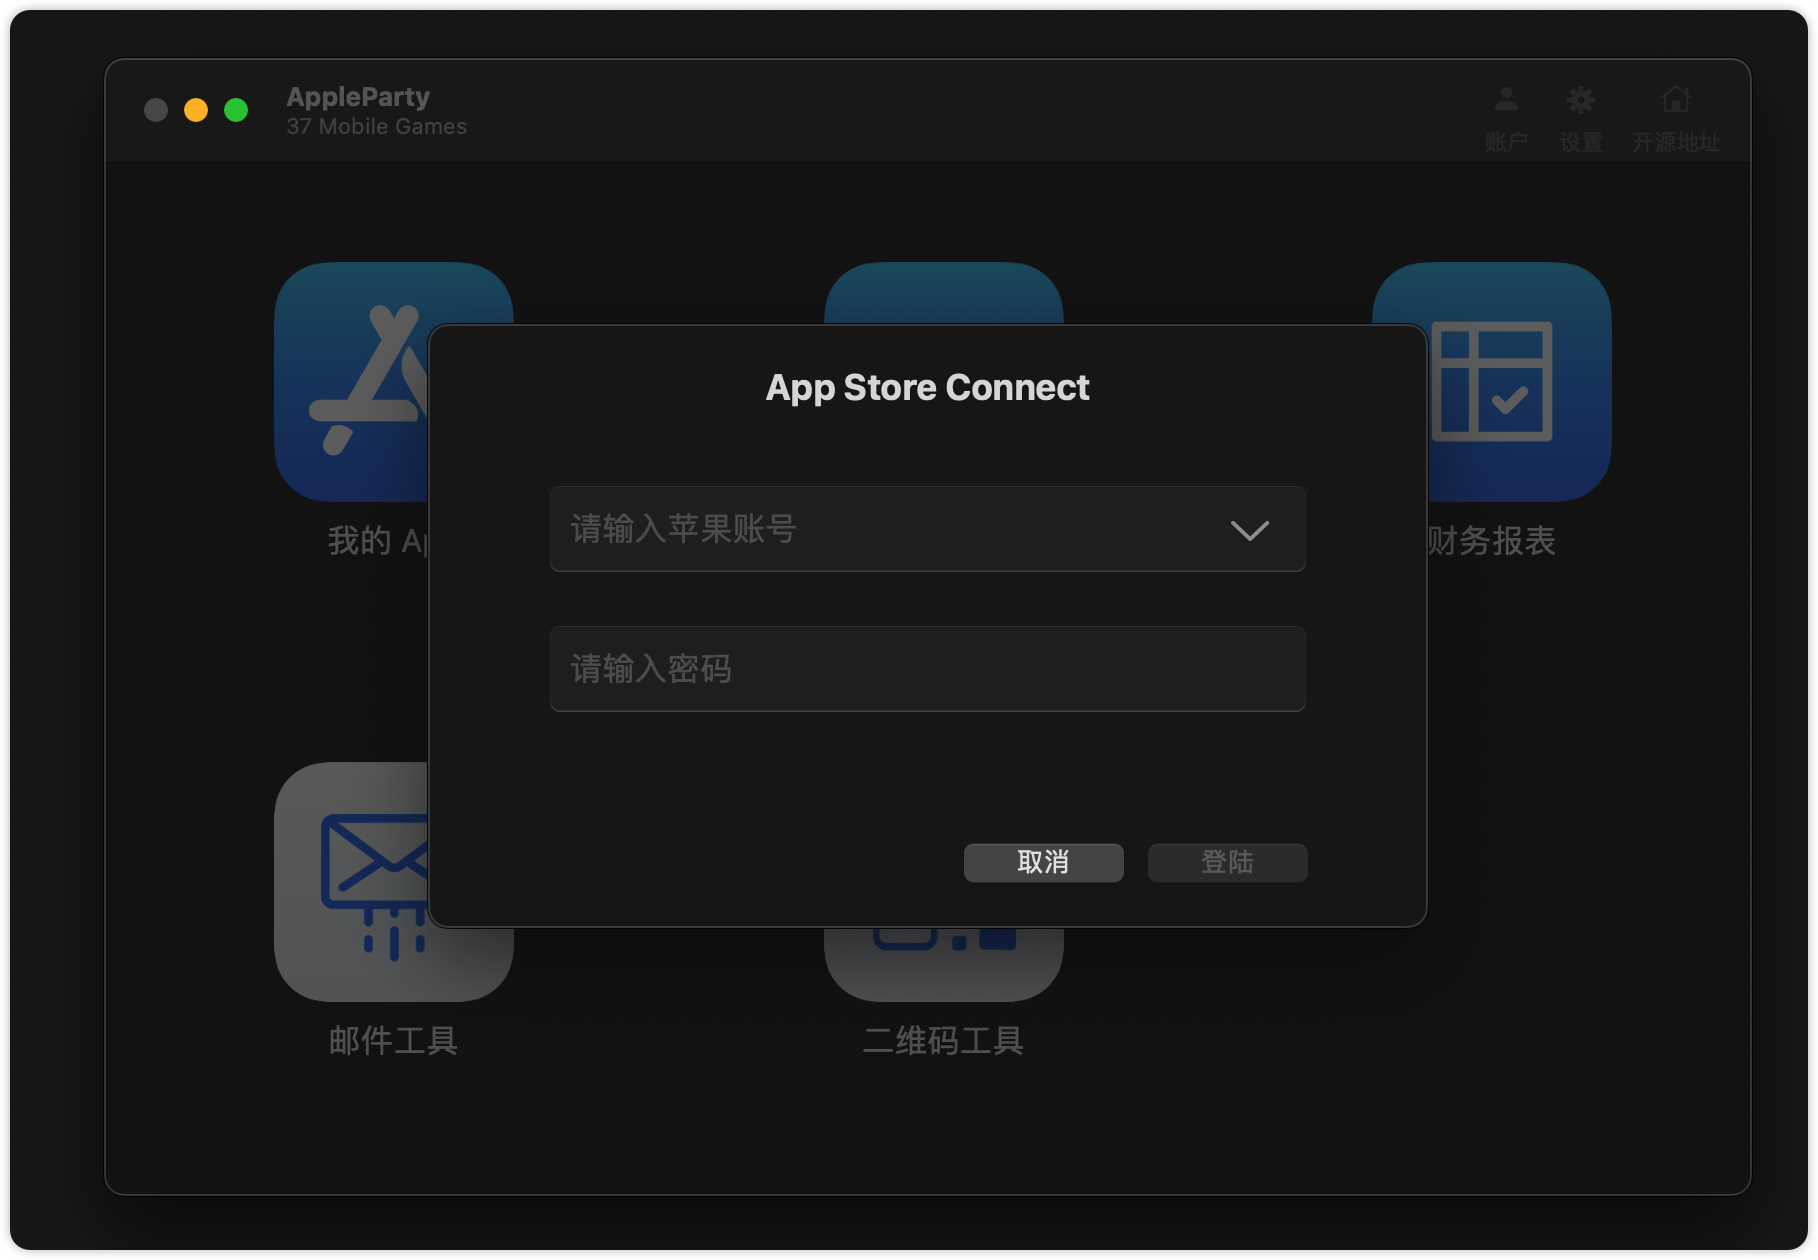 AppleParty
37 Mobile Games
账户
设置
开源地址
App Store Connect
请输入苹果账号
请输入密码
取消
登陆
我的 Ap
财务报表
邮件工具
二维码工具